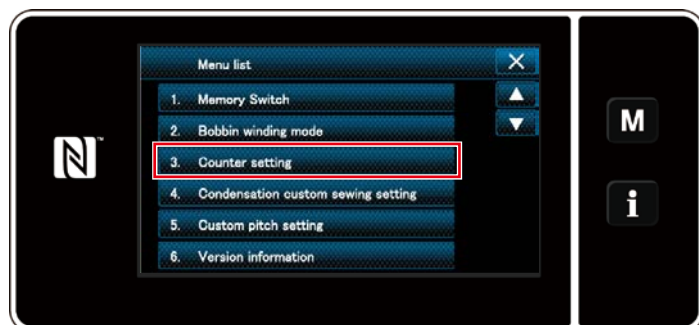 Menu list
1. Memory Switch
2. Bobbin winding mode
3. Counter setting
4. Condensation custom sewing setting
5. Custom pitch setting
6. Version information
N
M
i